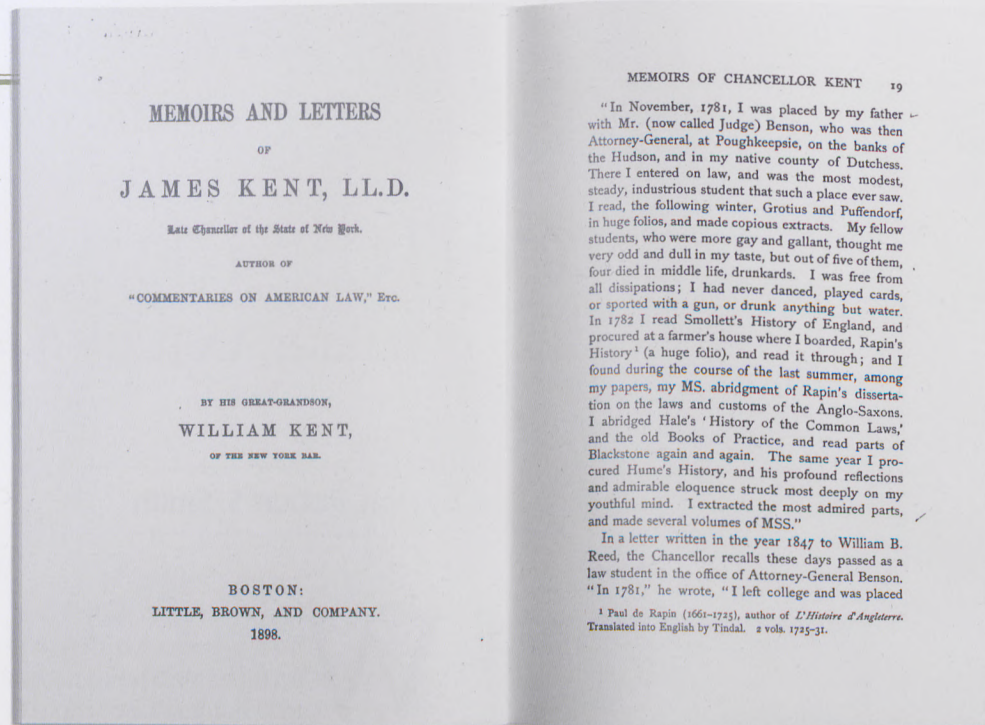 MEMOIRS AND LETTERS
OF
JAMES KENT, LL.D.
Late Chancellor of the State of New York.
AUTHOR OF
"COMMENTARIES ON AMERICAN LAW," ETC.
BY HIS GREAT-GRANDSON,
WILLIAM KENT,
OF THE NEW YORK BAR.
BOSTON:
LITTLE, BROWN, AND COMPANY.
1898.
MEMOIRS OF CHANCELLOR KENT 19
"In November, 1781, I was placed by my father
with Mr. (now called Judge) Benson, who was then
Attorney-General, at Poughkeepsie, on the banks of
the Hudson, and in my native county of Dutchess.
There I entered on law, and was the most modest,
steady, industrious student that such a place ever saw.
I read, the following winter, Grotius and Puffendorf,
in huge folios, and made copious extracts. My fellow
students, who were more gay and gallant, thought me
very odd and dull in my taste, but out of five of them,
four died in middle life, drunkards. I was free from
all dissipations; I had never danced, played cards,
or sported with a gun, or drunk anything but water.
In 1782 I read Smollett's History of England, and
procured at a farmer's house where I boarded, Rapin's
History¹ (a huge folio), and read it through; and I
found during the course of the last summer, among
my papers, my MS. abridgment of Rapin's disserta-
tion on the laws and customs of the Anglo-Saxons.
I abridged Hale's 'History of the Common Laws,'
and the old Books of Practice, and read parts of
Blackstone again and again. The same year I pro-
cured Hume's History, and his profound reflections
and admirable eloquence struck most deeply on my
youthful mind. I extracted the most admired parts,
and made several volumes of MSS."
In a letter written in the year 1847 to William B.
Reed, the Chancellor recalls these days passed as a
law student in the office of Attorney-General Benson.
"In 1781," he wrote, "I left college and was placed
¹ Paul de Rapin (1661-1725), author of L'Histoire d'Angleterre.
Translated into English by Tindal. 2 vols. 1725-31.